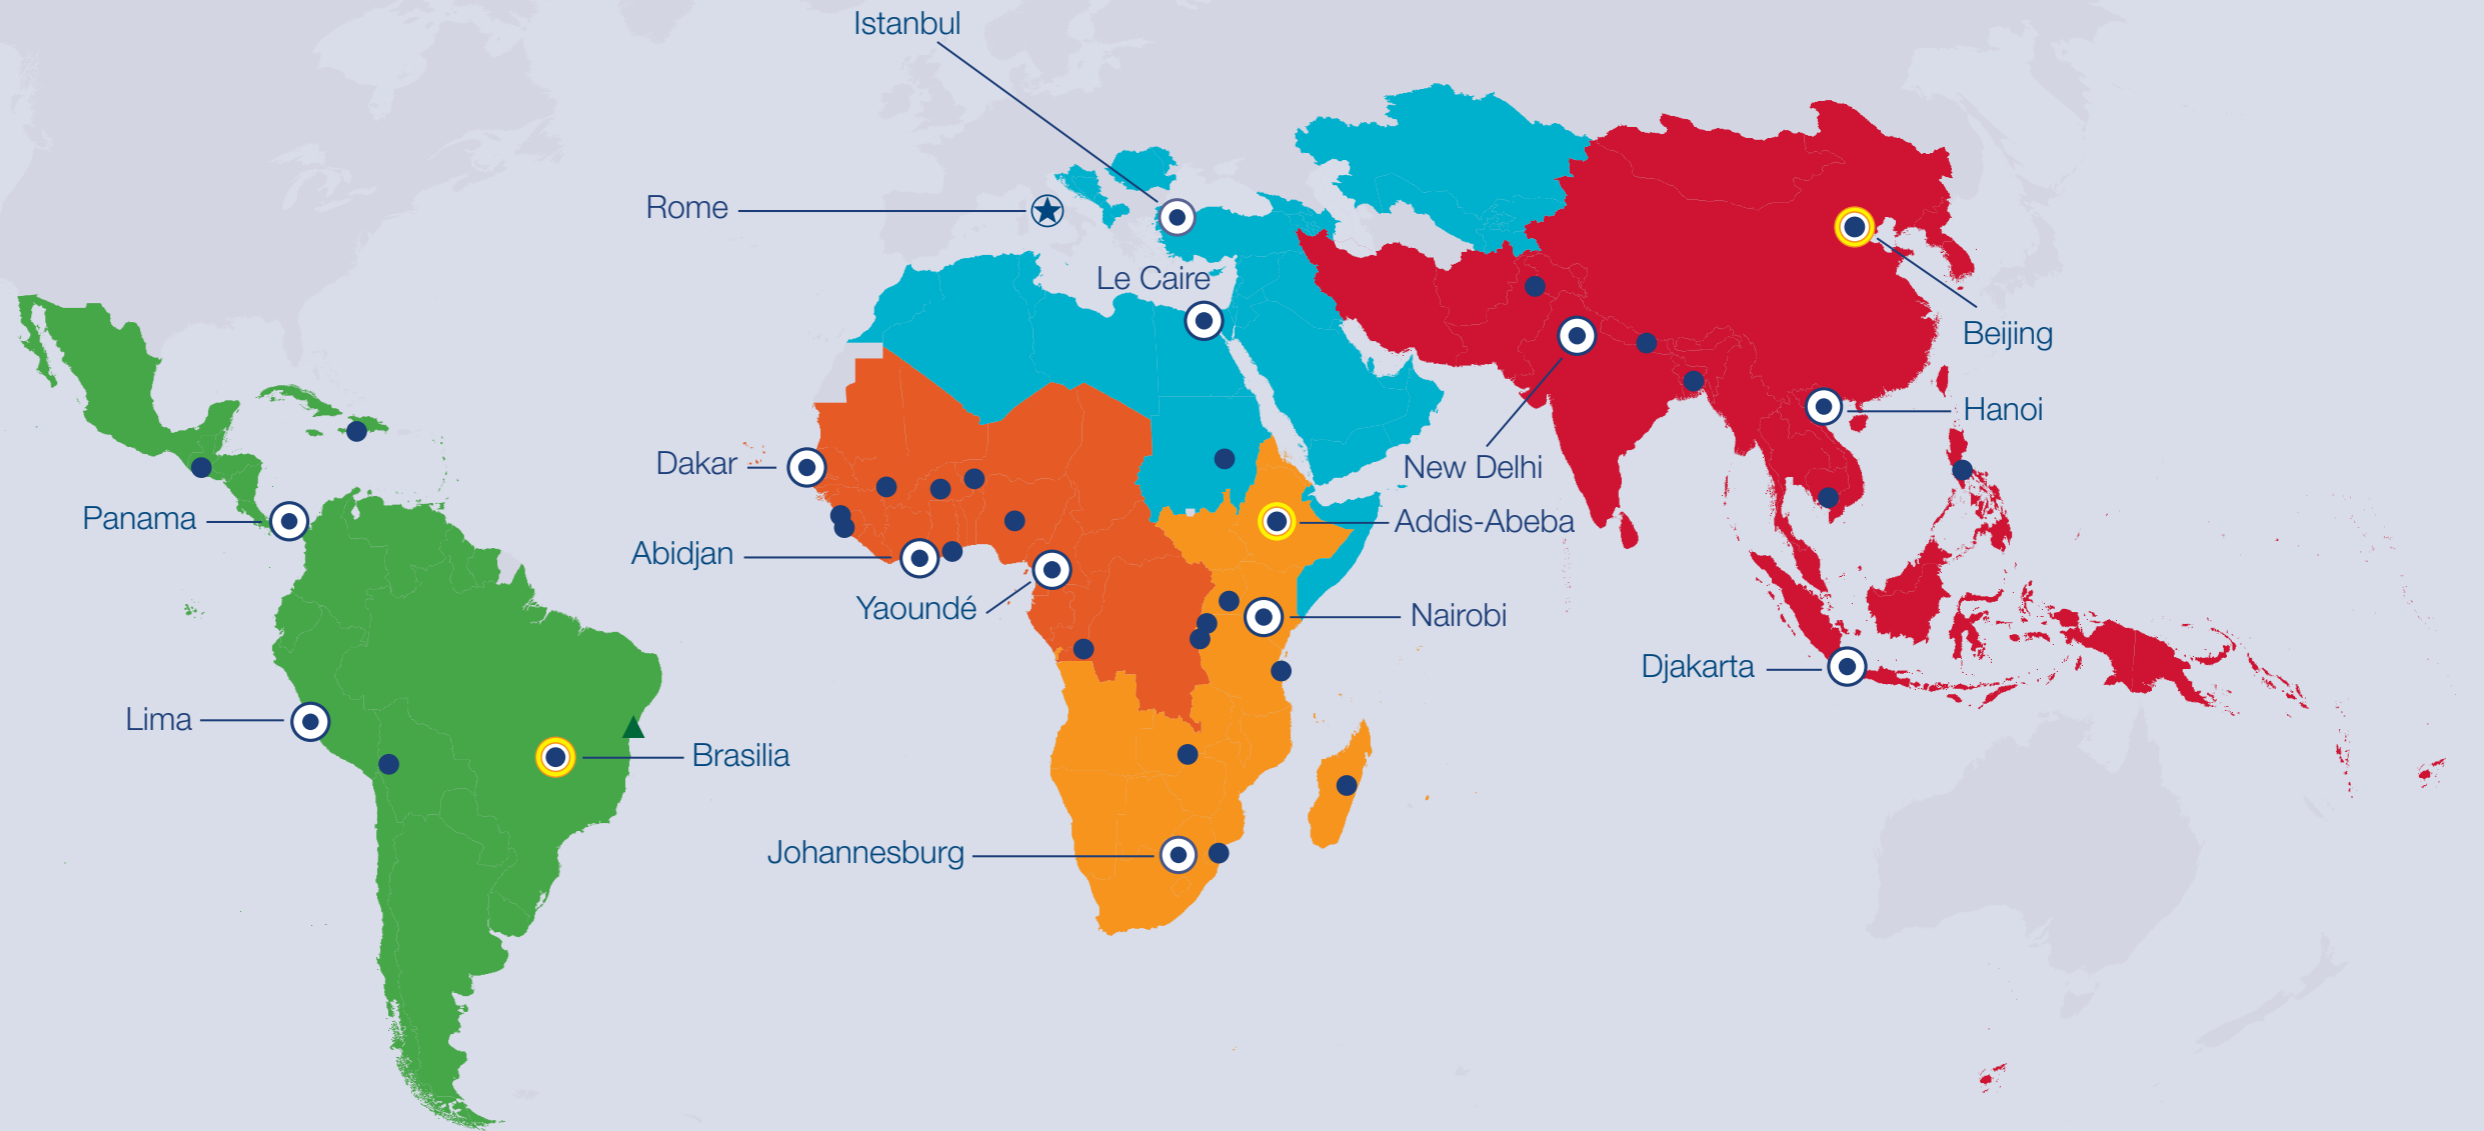 Istanbul
Rome
Le Caire
Beijing
Hanoi
Dakar
New Delhi
Panama
Addis-Abeba
Abidjan
Yaoundé
Nairobi
Djakarta
Lima
Brasilia
Johannesburg